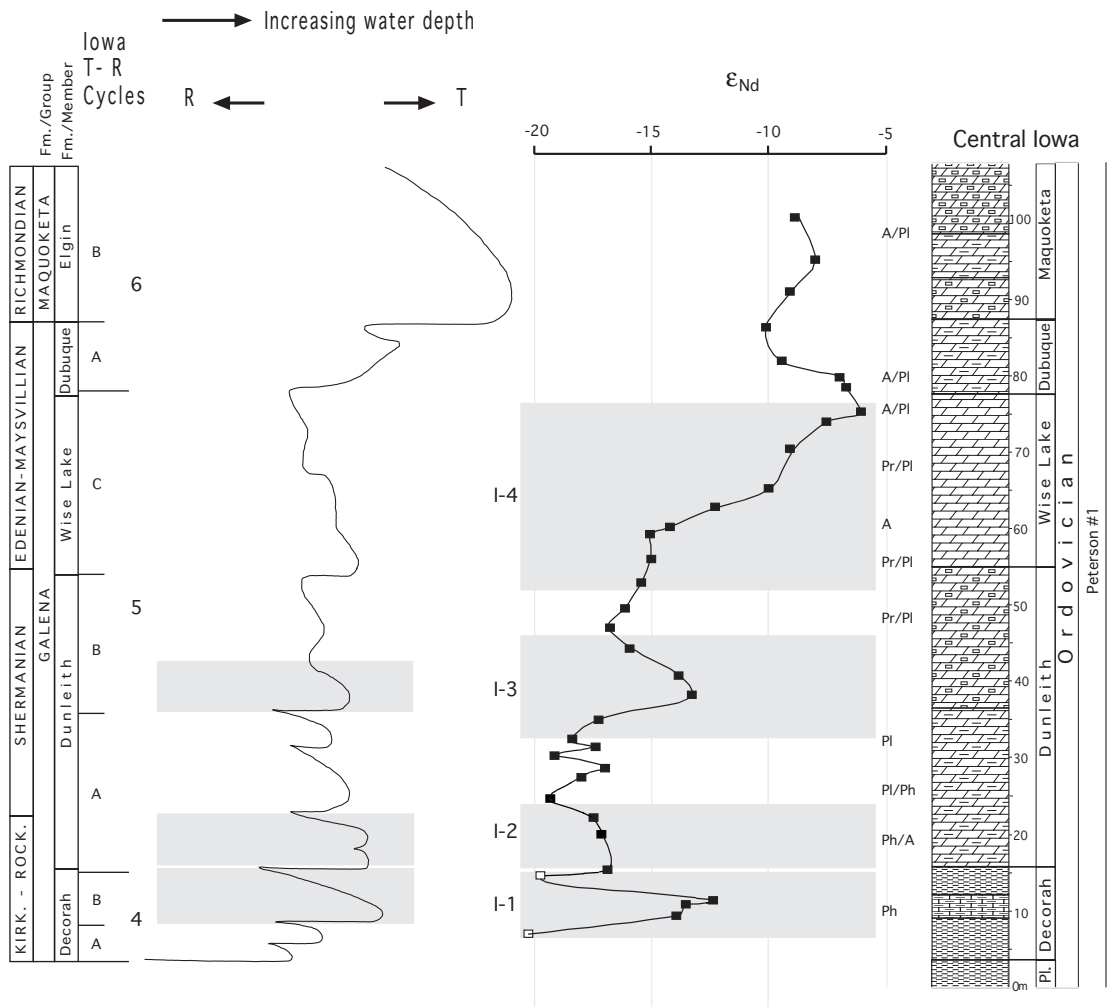 Increasing water depth
Iowa
T- R
Cycles
Fm./Group
Fm./Member
R
T
εNd
-20
-15
-10
-5
Central Iowa
RICHMONDIAN
MAQUOKETA
Elgin
B
6
EDENIAN-MAYSVILLIAN
Dubuque
A
Wise Lake
C
SHERMANIAN
GALENA
5
Dunleith
B
A
KIRK. - ROCK.
Decorah
B
4
A
I-4
I-3
I-2
I-1
A/Pl
A/Pl
A/Pl
Pr/Pl
A
Pr/Pl
Pr/Pl
Pl
Pl/Ph
Ph/A
Ph
100
90
80
70
60
50
40
30
20
10
0m
Maquoketa
Dubuque
Wise Lake
Dunleith
Decorah
Pl.
Ordovician
Peterson #1